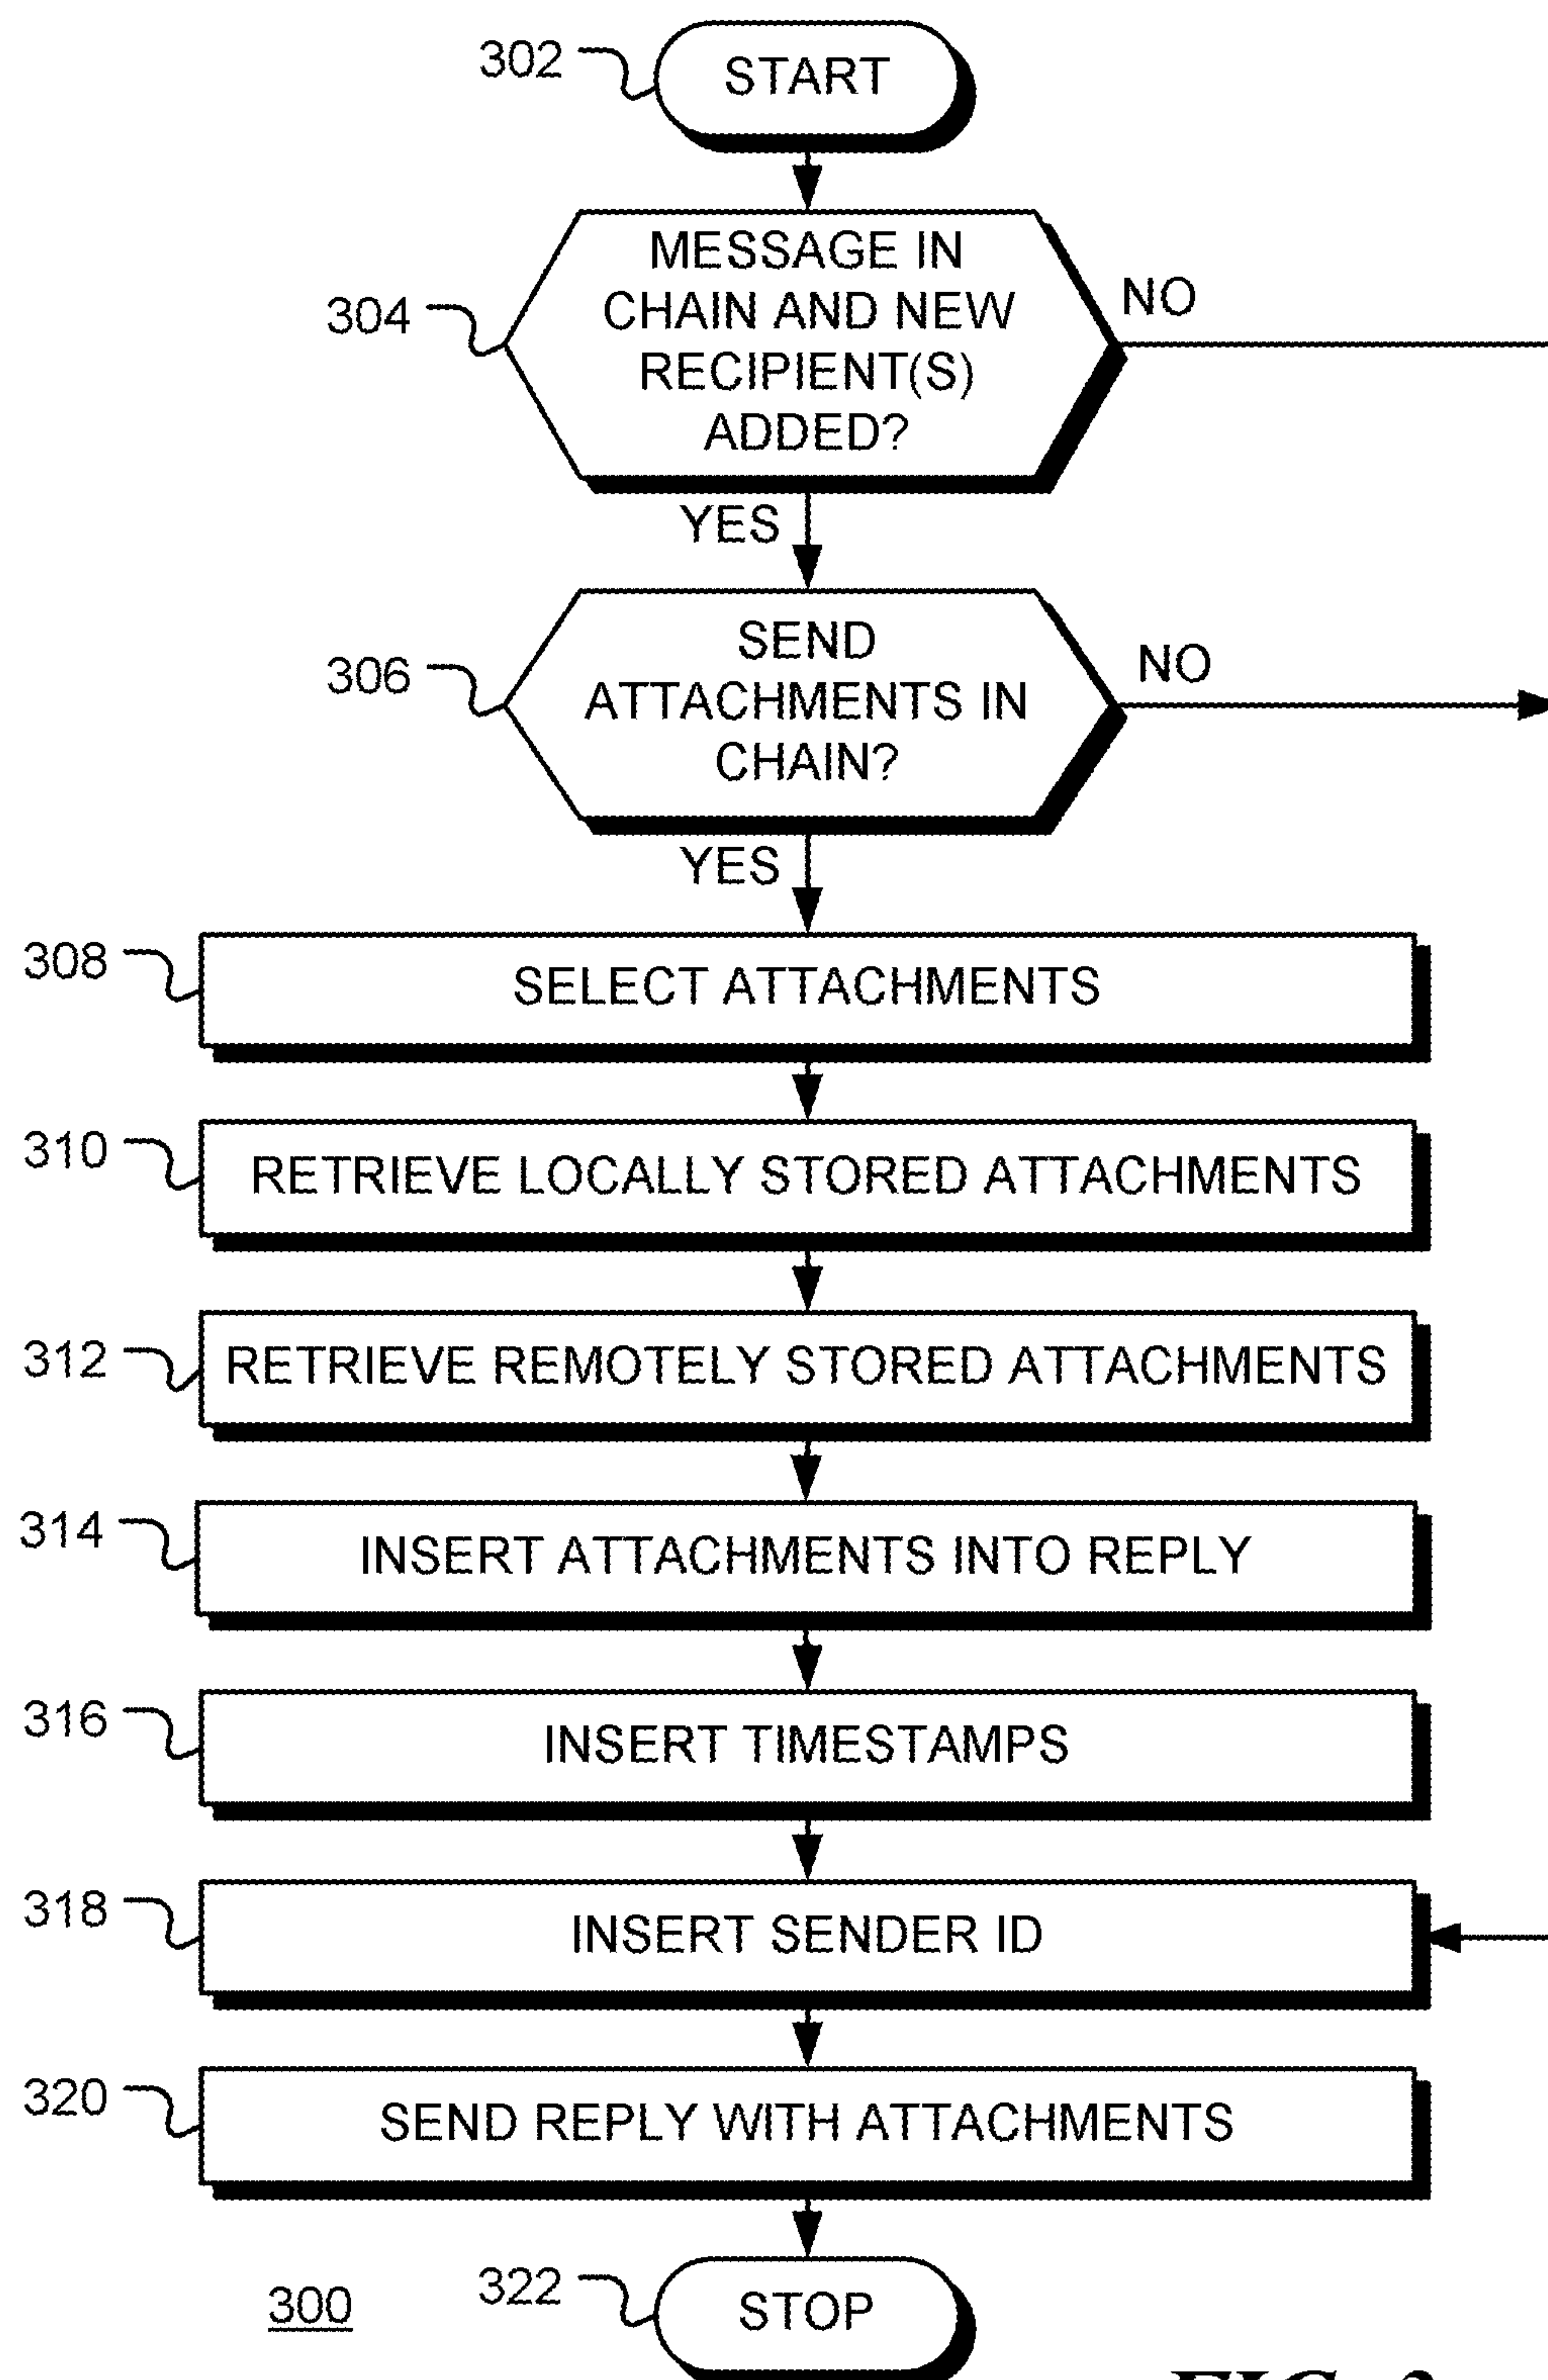 302
START
304
MESSAGE IN
CHAIN AND NEW
RECIPIENT(S)
ADDED?
NO
YES
306
SEND
ATTACHMENTS IN
CHAIN?
NO
YES
308
SELECT ATTACHMENTS
310
RETRIEVE LOCALLY STORED ATTACHMENTS
312
RETRIEVE REMOTELY STORED ATTACHMENTS
314
INSERT ATTACHMENTS INTO REPLY
316
INSERT TIMESTAMPS
318
INSERT SENDER ID
320
SEND REPLY WITH ATTACHMENTS
300
322
STOP